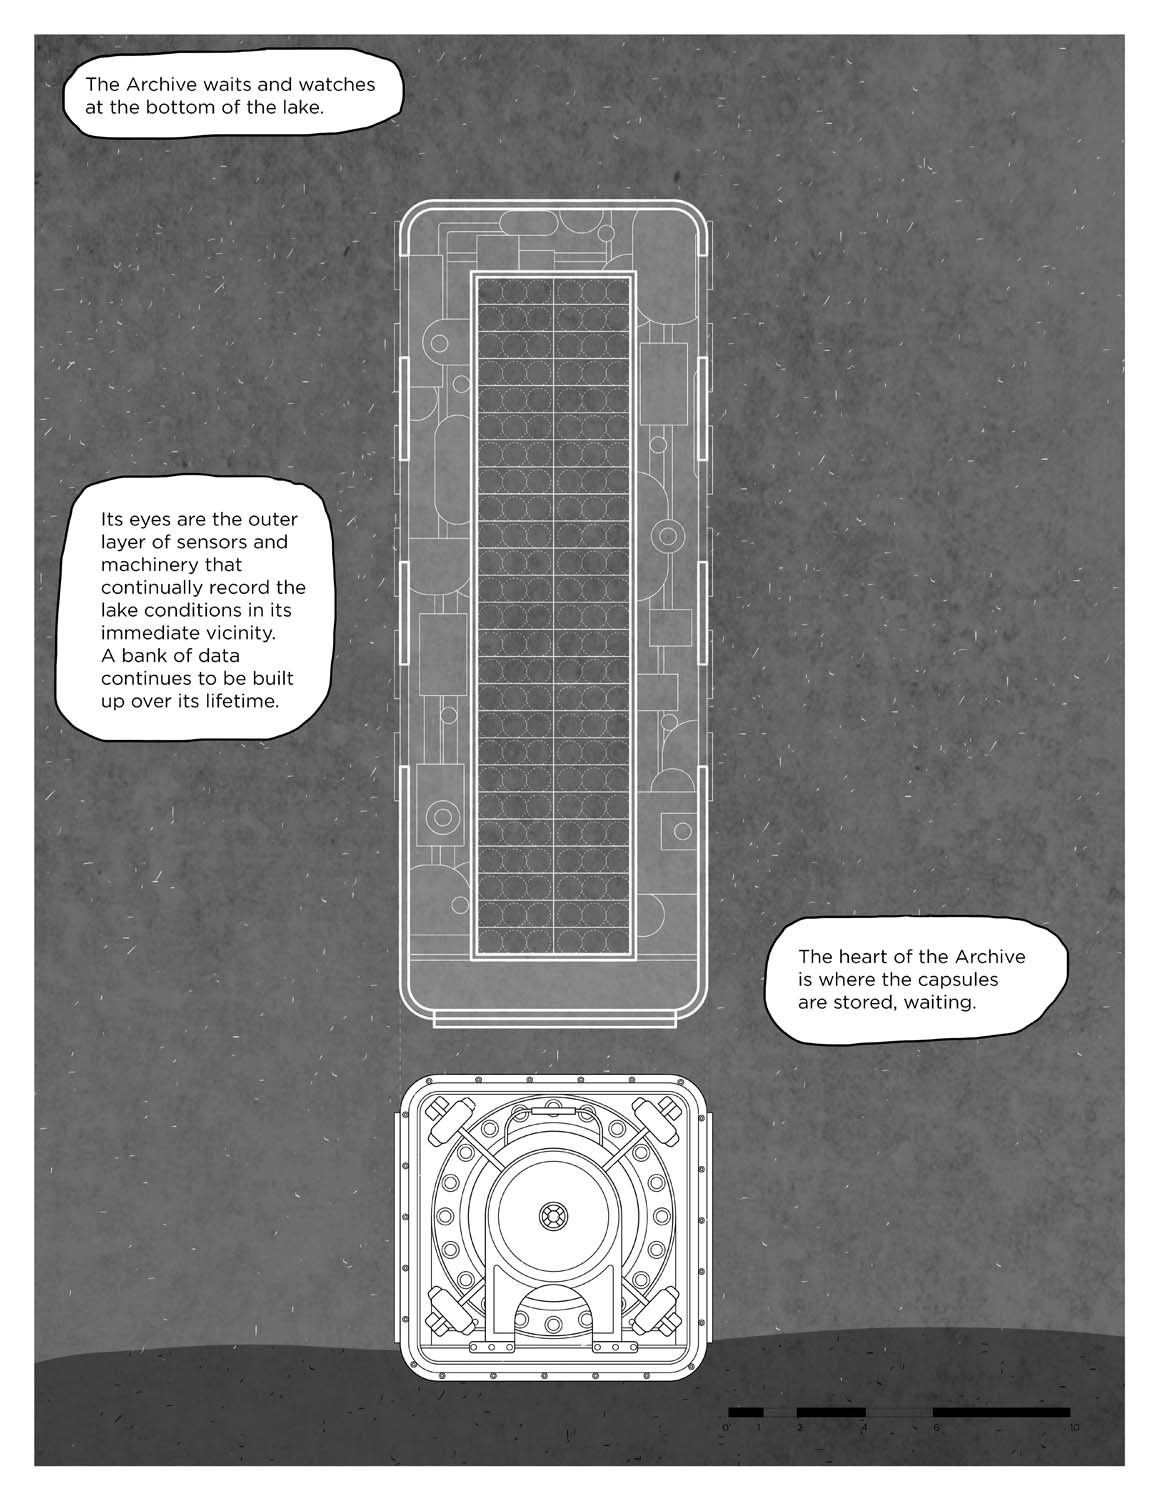 The Archive waits and watches
at the bottom of the lake.
Its eyes are the outer
layer of sensors and
machinery that
continually record the
lake conditions in its
immediate vicinity.
A bank of data
continues to be built
up over its lifetime.
The heart of the Archive
is where the capsules
are stored, waiting.
0' 1 2 4 6 10